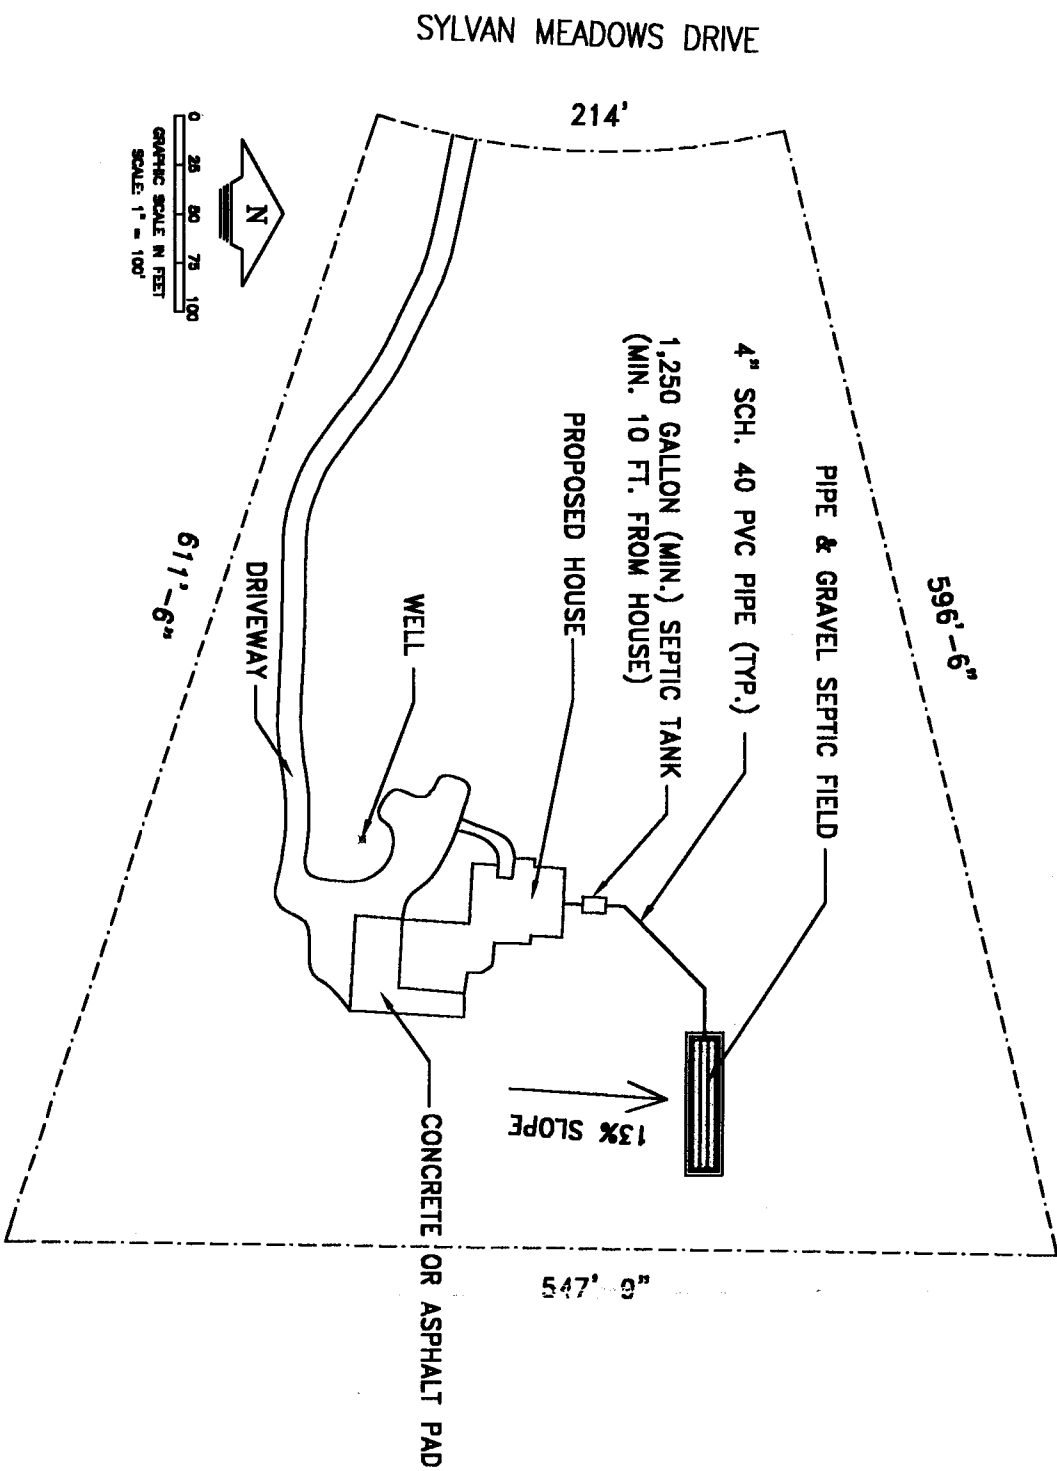 SYLVAN MEADOWS DRIVE
214'
0 25 50 75 100
GRAPHIC SCALE IN FEET
SCALE: 1" = 100'
N
596'-6"
PIPE & GRAVEL SEPTIC FIELD
4" SCH. 40 PVC PIPE (TYP.)
1,250 GALLON (MIN.) SEPTIC TANK
(MIN. 10 FT. FROM HOUSE)
PROPOSED HOUSE
WELL
DRIVEWAY
611'-6"
13% SLOPE
CONCRETE OR ASPHALT PAD